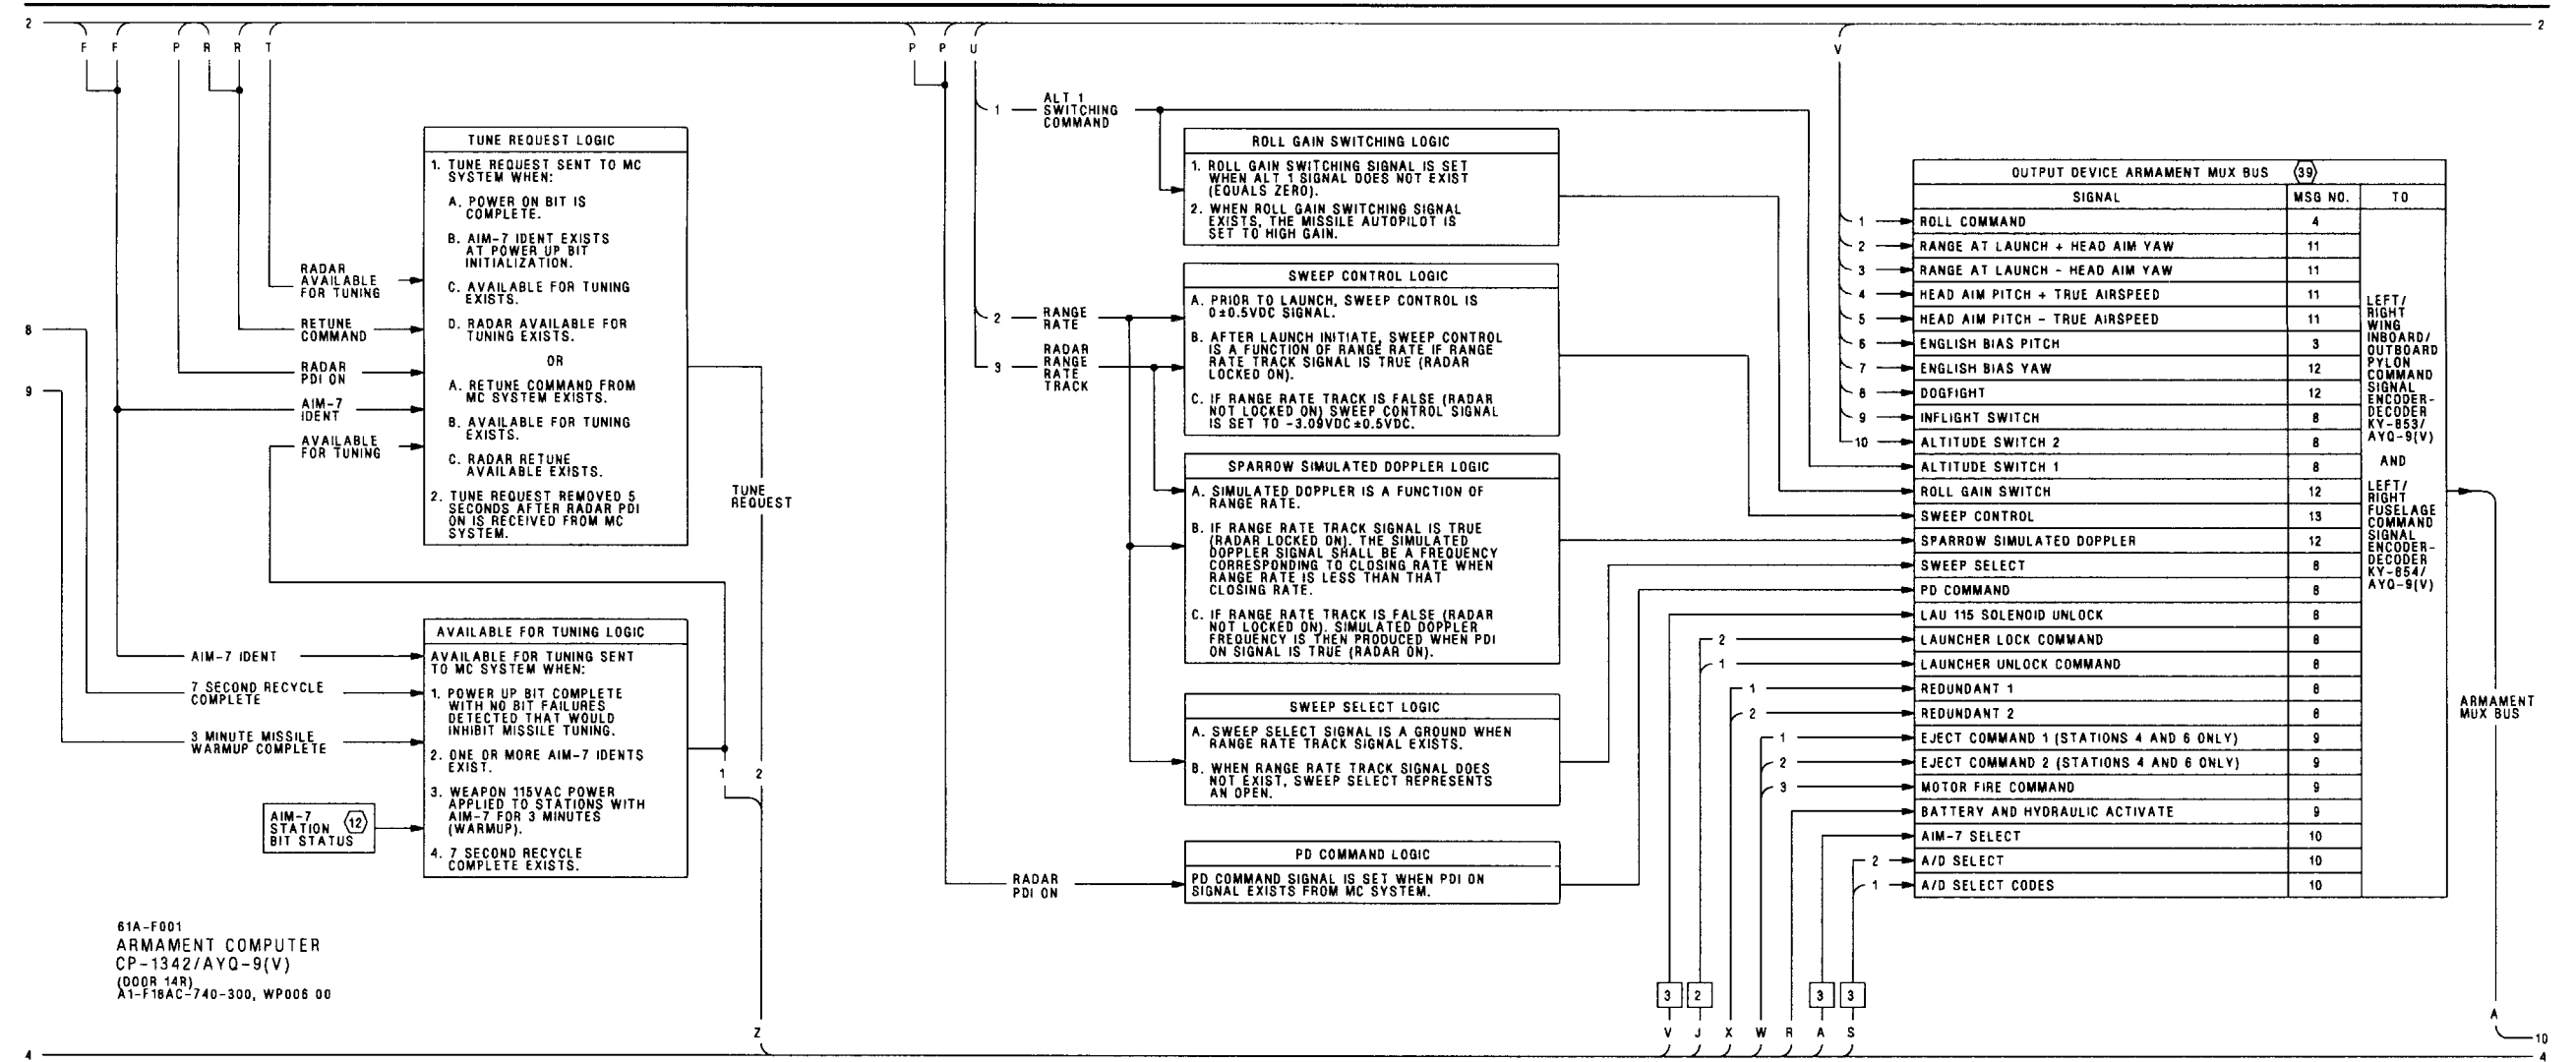 2
F F P R R T P P U V
2
1
ALT 1
SWITCHING
COMMAND
TUNE REQUEST LOGIC
1. TUNE REQUEST SENT TO MC
SYSTEM WHEN:
A. POWER ON BIT IS
COMPLETE.
B. AIM-7 IDENT EXISTS
AT POWER UP BIT
INITIALIZATION.
C. AVAILABLE FOR TUNING
EXISTS.
D. RADAR AVAILABLE FOR
TUNING EXISTS.
OR
A. RETUNE COMMAND FROM
MC SYSTEM EXISTS.
B. AVAILABLE FOR TUNING
EXISTS.
C. RADAR RETUNE
AVAILABLE EXISTS.
2. TUNE REQUEST REMOVED 5
SECONDS AFTER RADAR PDI
ON IS RECEIVED FROM MC
SYSTEM.
RADAR
AVAILABLE
FOR TUNING
RETUNE
COMMAND
RADAR
PDI ON
AIM-7
IDENT
AVAILABLE
FOR TUNING
8
9
TUNE
REQUEST
AVAILABLE FOR TUNING LOGIC
AVAILABLE FOR TUNING SENT
TO MC SYSTEM WHEN:
1. POWER UP BIT COMPLETE
WITH NO BIT FAILURES
DETECTED THAT WOULD
INHIBIT MISSILE TUNING.
2. ONE OR MORE AIM-7 IDENTS
EXIST.
3. WEAPON 115VAC POWER
APPLIED TO STATIONS WITH
AIM-7 FOR 3 MINUTES
(WARMUP).
4. 7 SECOND RECYCLE
COMPLETE EXISTS.
AIM-7 IDENT
7 SECOND RECYCLE
COMPLETE
3 MINUTE MISSILE
WARMUP COMPLETE
AIM-7
STATION 12
BIT STATUS
1 2
61A-F001
ARMAMENT COMPUTER
CP-1342/AYQ-9(V)
(DOOR 14R)
A1-F18AC-740-300, WP006 00
ROLL GAIN SWITCHING LOGIC
1. ROLL GAIN SWITCHING SIGNAL IS SET
WHEN ALT 1 SIGNAL DOES NOT EXIST
(EQUALS ZERO).
2. WHEN ROLL GAIN SWITCHING SIGNAL
EXISTS, THE MISSILE AUTOPILOT IS
SET TO HIGH GAIN.
2
RANGE
RATE
3
RADAR
RANGE
RATE
TRACK
SWEEP CONTROL LOGIC
A. PRIOR TO LAUNCH, SWEEP CONTROL IS
0±0.5VDC SIGNAL.
B. AFTER LAUNCH INITIATE, SWEEP CONTROL
IS A FUNCTION OF RANGE RATE IF RANGE
RATE TRACK SIGNAL IS TRUE (RADAR
LOCKED ON).
C. IF RANGE RATE TRACK IS FALSE (RADAR
NOT LOCKED ON) SWEEP CONTROL SIGNAL
IS SET TO -3.09VDC±0.5VDC.
SPARROW SIMULATED DOPPLER LOGIC
A. SIMULATED DOPPLER IS A FUNCTION OF
RANGE RATE.
B. IF RANGE RATE TRACK SIGNAL IS TRUE
(RADAR LOCKED ON). THE SIMULATED
DOPPLER SIGNAL SHALL BE A FREQUENCY
CORRESPONDING TO CLOSING RATE WHEN
RANGE RATE IS LESS THAN THAT
CLOSING RATE.
C. IF RANGE RATE TRACK IS FALSE (RADAR
NOT LOCKED ON). SIMULATED DOPPLER
FREQUENCY IS THEN PRODUCED WHEN PDI
ON SIGNAL IS TRUE (RADAR ON).
SWEEP SELECT LOGIC
A. SWEEP SELECT SIGNAL IS A GROUND WHEN
RANGE RATE TRACK SIGNAL EXISTS.
B. WHEN RANGE RATE TRACK SIGNAL DOES
NOT EXIST, SWEEP SELECT REPRESENTS
AN OPEN.
RADAR
PDI ON
PD COMMAND LOGIC
PD COMMAND SIGNAL IS SET WHEN PDI ON
SIGNAL EXISTS FROM MC SYSTEM.
OUTPUT DEVICE ARMAMENT MUX BUS 39
SIGNAL MSG NO. TO
1 ROLL COMMAND 4
2 RANGE AT LAUNCH + HEAD AIM YAW 11
3 RANGE AT LAUNCH - HEAD AIM YAW 11
4 HEAD AIM PITCH + TRUE AIRSPEED 11
5 HEAD AIM PITCH - TRUE AIRSPEED 11
6 ENGLISH BIAS PITCH 3
7 ENGLISH BIAS YAW 12
8 DOGFIGHT 12
9 INFLIGHT SWITCH 8
10 ALTITUDE SWITCH 2 8
ALTITUDE SWITCH 1 8
ROLL GAIN SWITCH 12
SWEEP CONTROL 13
SPARROW SIMULATED DOPPLER 12
SWEEP SELECT 8
PD COMMAND 8
LAU 115 SOLENOID UNLOCK 8
2 LAUNCHER LOCK COMMAND 8
1 LAUNCHER UNLOCK COMMAND 8
1 REDUNDANT 1 8
2 REDUNDANT 2 8
1 EJECT COMMAND 1 (STATIONS 4 AND 6 ONLY) 9
2 EJECT COMMAND 2 (STATIONS 4 AND 6 ONLY) 9
3 MOTOR FIRE COMMAND 9
BATTERY AND HYDRAULIC ACTIVATE 9
AIM-7 SELECT 10
2 A/D SELECT 10
1 A/D SELECT CODES 10
LEFT/
RIGHT
WING
INBOARD/
OUTBOARD
PYLON
COMMAND
SIGNAL
ENCODER-
DECODER
KY-853/
AYQ-9(V)
AND
LEFT/
RIGHT
FUSELAGE
COMMAND
SIGNAL
ENCODER-
DECODER
KY-854/
AYQ-9(V)
ARMAMENT
MUX BUS
3 2 3 3
Z V J X W R A S A
10
4
4